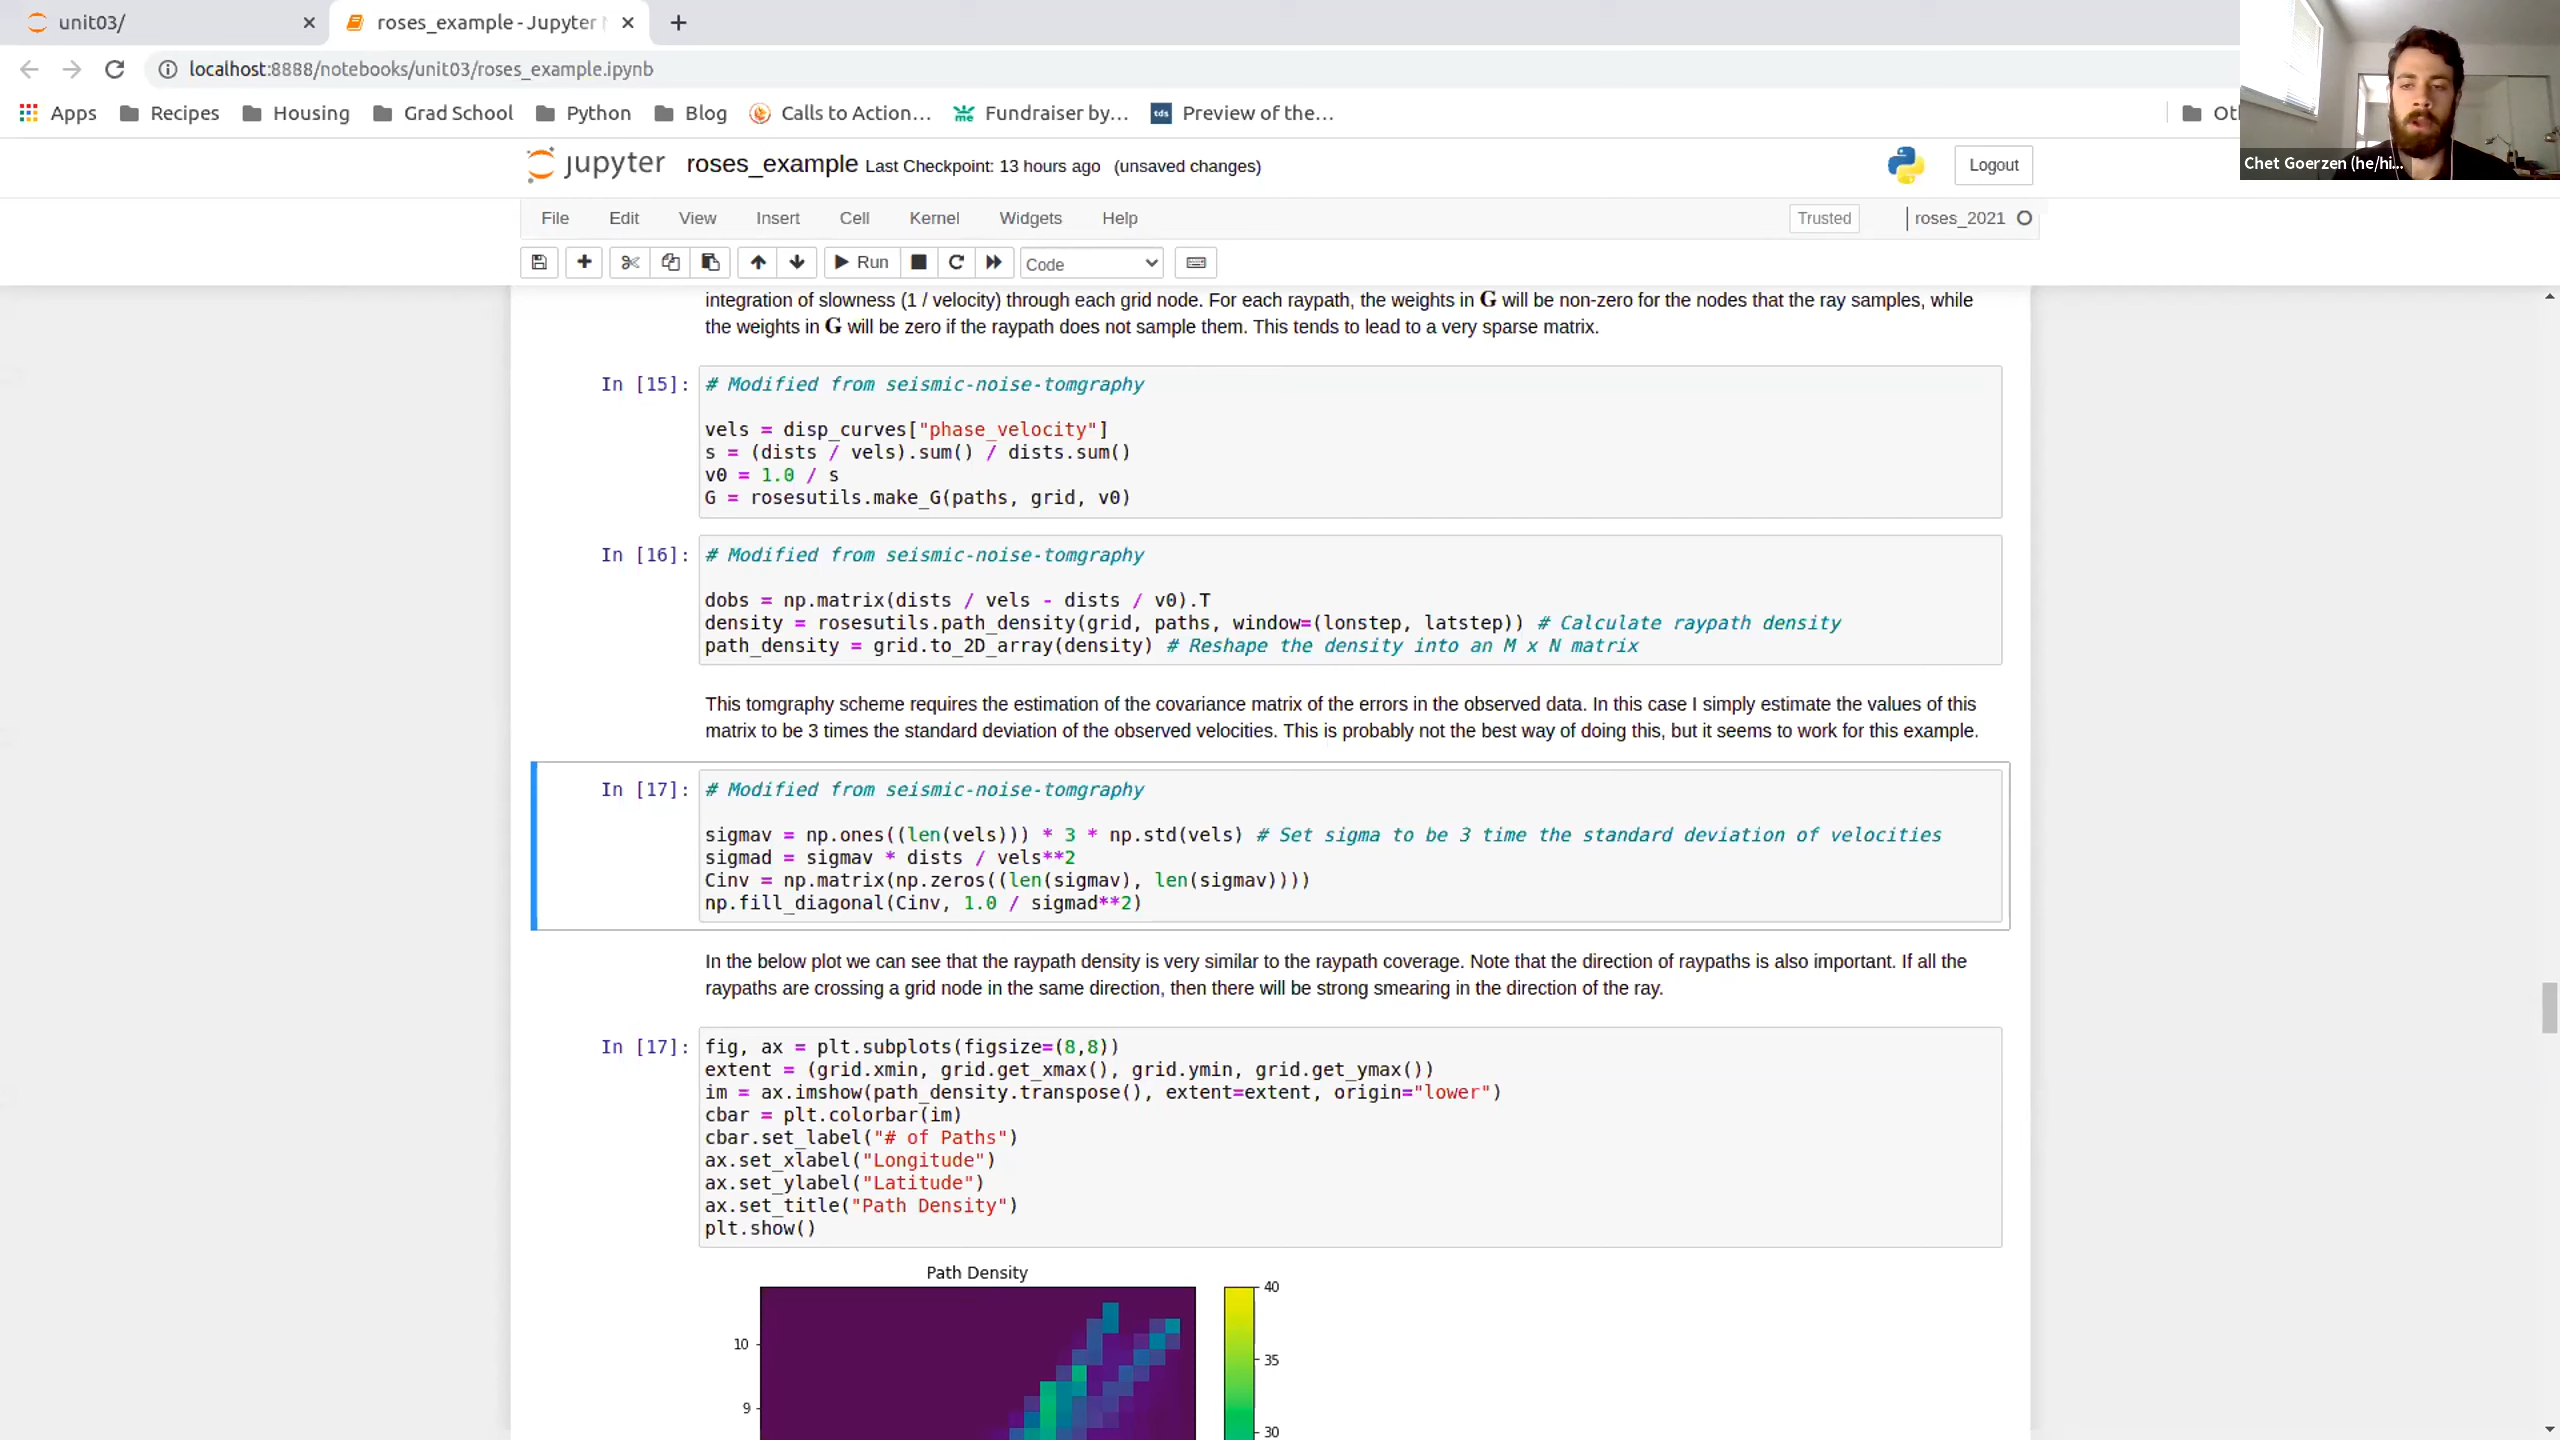 unit03/
roses_example - Jupyter
localhost:8888/notebooks/unit03/roses_example.ipynb
Apps Recipes Housing Grad School Python Blog Calls to Action... Fundraiser by... tds Preview of the...
Chet Goerzen (he/hi...
jupyter roses_example Last Checkpoint: 13 hours ago (unsaved changes)
Logout
File Edit View Insert Cell Kernel Widgets Help
Trusted
roses_2021
Run
Code
integration of slowness (1 / velocity) through each grid node. For each raypath, the weights in G will be non-zero for the nodes that the ray samples, while
the weights in G will be zero if the raypath does not sample them. This tends to lead to a very sparse matrix.
In [15]: # Modified from seismic-noise-tomgraphy
vels = disp_curves["phase_velocity"]
s = (dists / vels).sum() / dists.sum()
v0 = 1.0 / s
G = rosesutils.make_G(paths, grid, v0)
In [16]: # Modified from seismic-noise-tomgraphy
dobs = np.matrix(dists / vels - dists / v0).T
density = rosesutils.path_density(grid, paths, window=(lonstep, latstep)) # Calculate raypath density
path_density = grid.to_2D_array(density) # Reshape the density into an M x N matrix
This tomgraphy scheme requires the estimation of the covariance matrix of the errors in the observed data. In this case I simply estimate the values of this
matrix to be 3 times the standard deviation of the observed velocities. This is probably not the best way of doing this, but it seems to work for this example.
In [17]: # Modified from seismic-noise-tomgraphy
sigmav = np.ones((len(vels))) * 3 * np.std(vels) # Set sigma to be 3 time the standard deviation of velocities
sigmad = sigmav * dists / vels**2
Cinv = np.matrix(np.zeros((len(sigmav), len(sigmav))))
np.fill_diagonal(Cinv, 1.0 / sigmad**2)
In the below plot we can see that the raypath density is very similar to the raypath coverage. Note that the direction of raypaths is also important. If all the
raypaths are crossing a grid node in the same direction, then there will be strong smearing in the direction of the ray.
In [17]: fig, ax = plt.subplots(figsize=(8,8))
extent = (grid.xmin, grid.get_xmax(), grid.ymin, grid.get_ymax())
im = ax.imshow(path_density.transpose(), extent=extent, origin="lower")
cbar = plt.colorbar(im)
cbar.set_label("# of Paths")
ax.set_xlabel("Longitude")
ax.set_ylabel("Latitude")
ax.set_title("Path Density")
plt.show()
Path Density
40
10
35
9
30